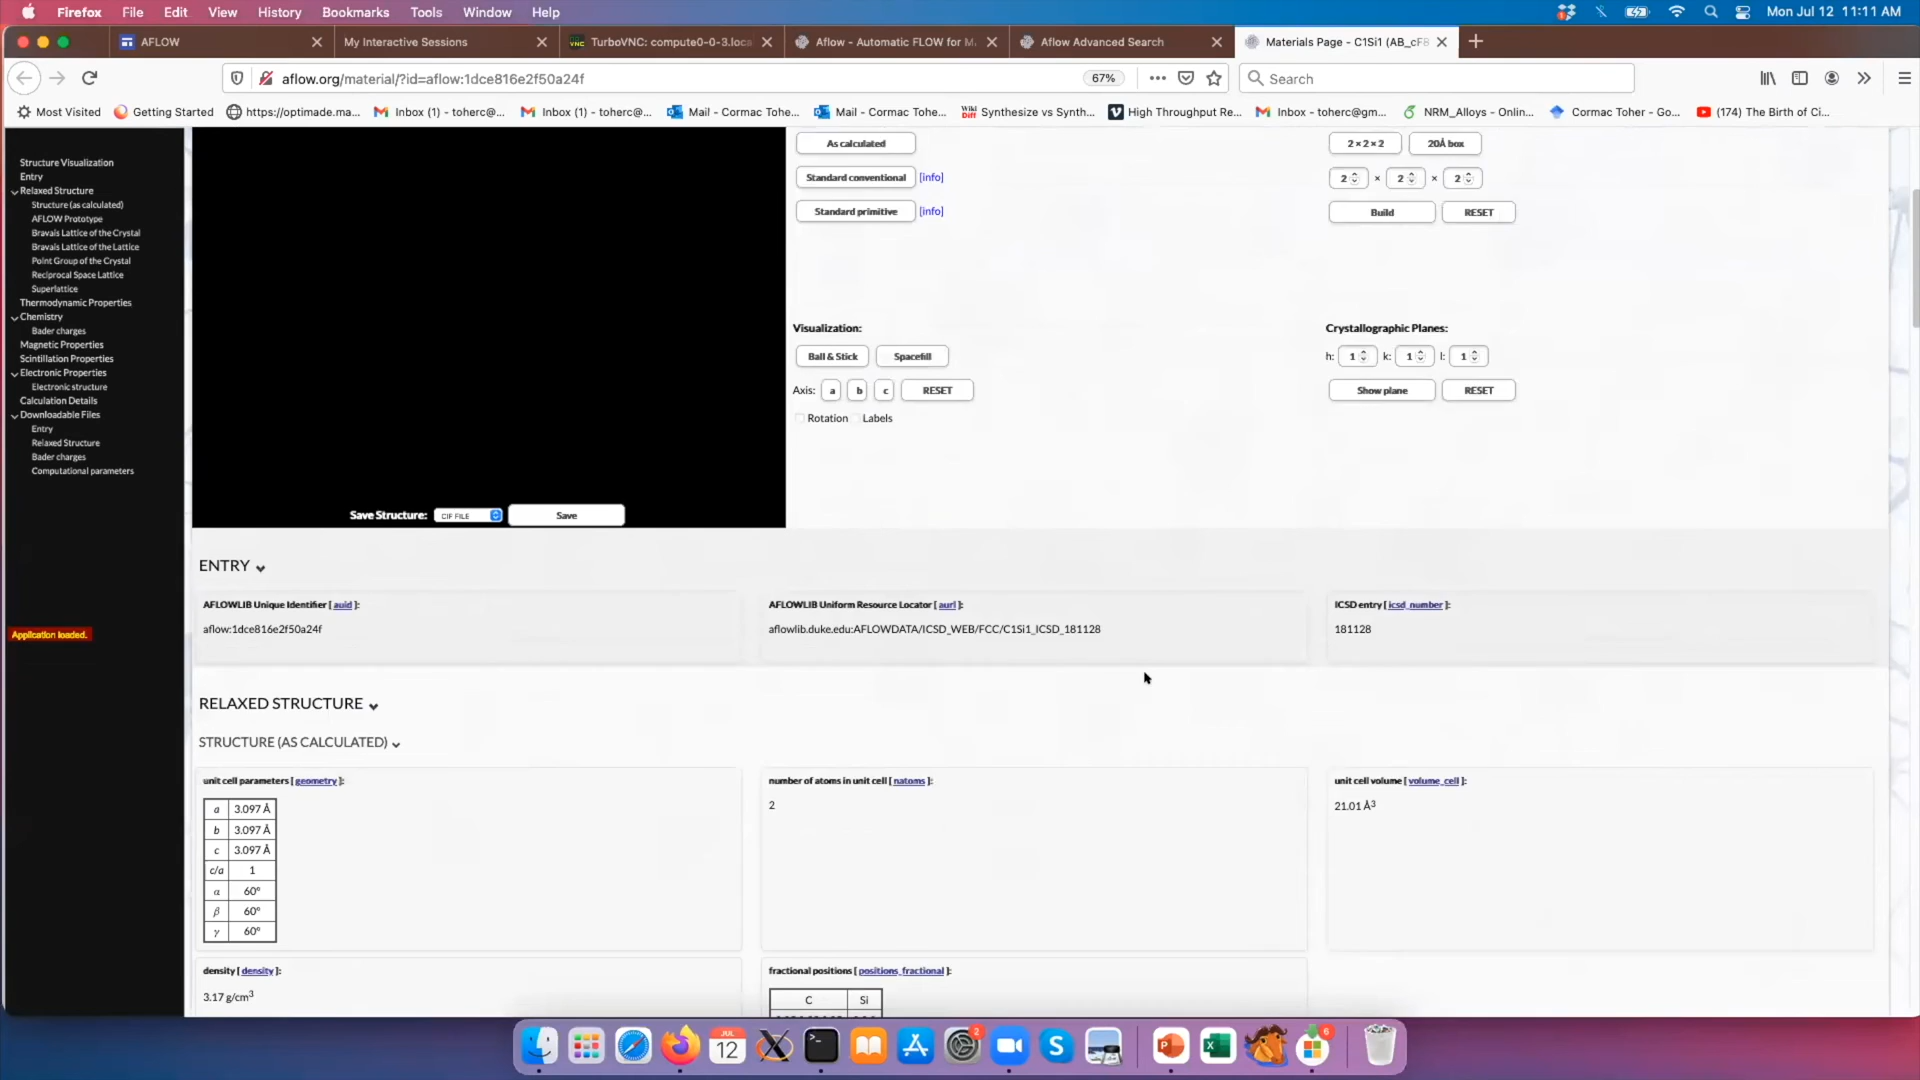 Firefox File Edit View History Bookmarks Tools Window Help Mon Jul 12 11:11 AM
AFLOW My Interactive Sessions TurboVNC: compute0-0-3.loca Aflow - Automatic FLOW for M Aflow Advanced Search Materials Page - C1Si1 (AB_cF8
aflow.org/material/?id=aflow:1dce816e2f50a24f 67% Search
Most Visited Getting Started https://optimade.ma... Inbox (1) - toherc@... Inbox (1) - toherc@... Mail - Cormac Tohe... Mail - Cormac Tohe... Synthesize vs Synth... High Throughput Re... Inbox - toherc@gm... NRM_Alloys - Onlin... Cormac Toher - Go... (174) The Birth of Ci...
Structure Visualization
Entry
Relaxed Structure
Structure (as calculated)
AFLOW Prototype
Bravais Lattice of the Crystal
Bravais Lattice of the Lattice
Point Group of the Crystal
Reciprocal Space Lattice
Superlattice
Thermodynamic Properties
Chemistry
Bader charges
Magnetic Properties
Scintillation Properties
Electronic Properties
Electronic structure
Calculation Details
Downloadable Files
Entry
Relaxed Structure
Bader charges
Computational parameters
Application loaded.
As calculated
Standard conventional [info]
Standard primitive [info]
2 × 2 × 2 20Å box
2 × 2 × 2
Build RESET
Visualization:
Ball & Stick Spacefill
Axis: a b c RESET
Rotation Labels
Crystallographic Planes:
h: 1 k: 1 l: 1
Show plane RESET
Save Structure: CIF FILE Save
ENTRY
AFLOWLIB Unique Identifier [ auid ]:
aflow:1dce816e2f50a24f
AFLOWLIB Uniform Resource Locator [ aurl ]:
aflowlib.duke.edu:AFLOWDATA/ICSD_WEB/FCC/C1Si1_ICSD_181128
ICSD entry [ icsd_number ]:
181128
RELAXED STRUCTURE
STRUCTURE (AS CALCULATED)
unit cell parameters [ geometry ]:
a 3.097 Å
b 3.097 Å
c 3.097 Å
c/a 1
α 60°
β 60°
γ 60°
number of atoms in unit cell [ natoms ]:
2
unit cell volume [ volume_cell ]:
21.01 Å³
density [ density ]:
3.17 g/cm³
fractional positions [ positions_fractional ]:
C Si
JUL
12
2
6